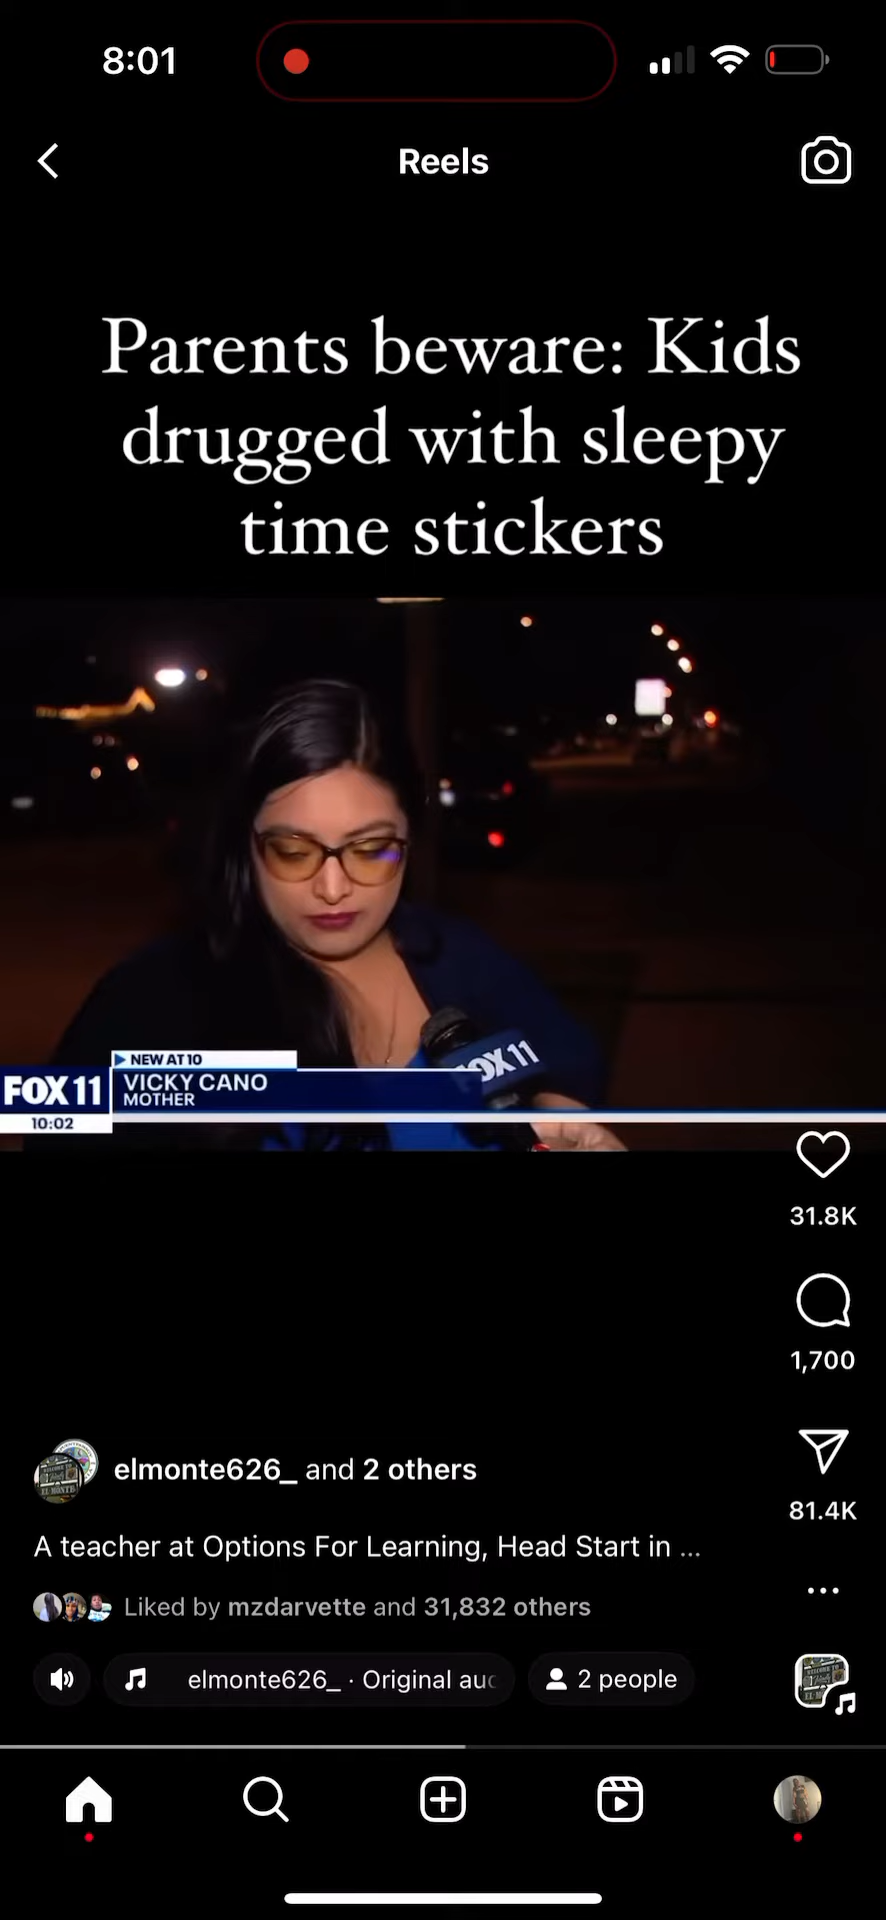 8:01
Reels
Parents beware: Kids
drugged with sleepy
time stickers
FOX 11
NEW AT 10
FOX 11
VICKY CANO
MOTHER
10:02
31.8K
1,700
elmonte626_ and 2 others
81.4K
A teacher at Options For Learning, Head Start in ...
Liked by mzdarvette and 31,832 others
elmonte626_ · Original auc
2 people